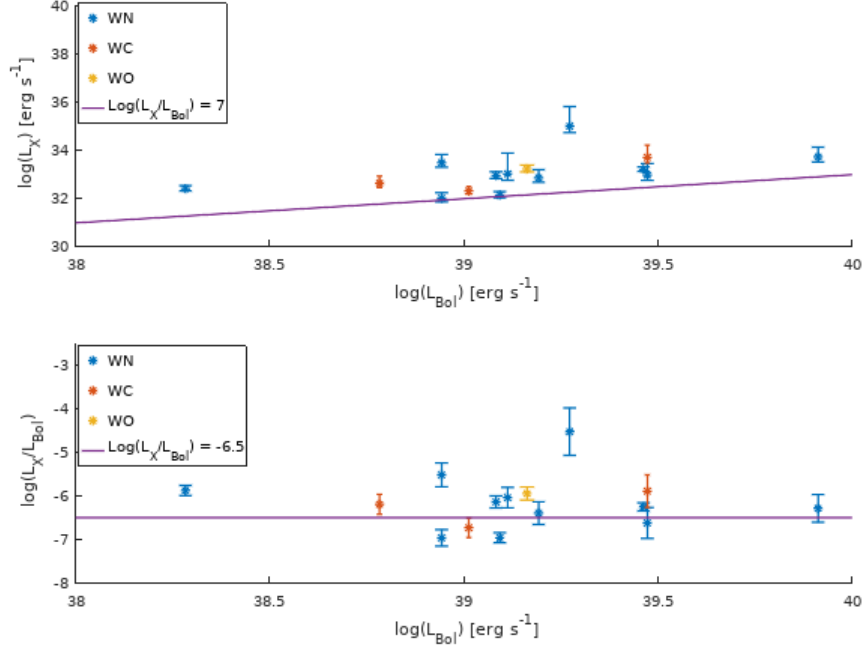 40
38
36
34
32
30
log(L_X) [erg s^-1]
WN
WC
WO
Log(L_X/L_Bol) = 7
38
38.5
39
39.5
40
log(L_Bol) [erg s^-1]
-3
-4
-5
-6
-7
-8
log(L_X/L_Bol)
WN
WC
WO
Log(L_X/L_Bol) = -6.5
38
38.5
39
39.5
40
log(L_Bol) [erg s^-1]